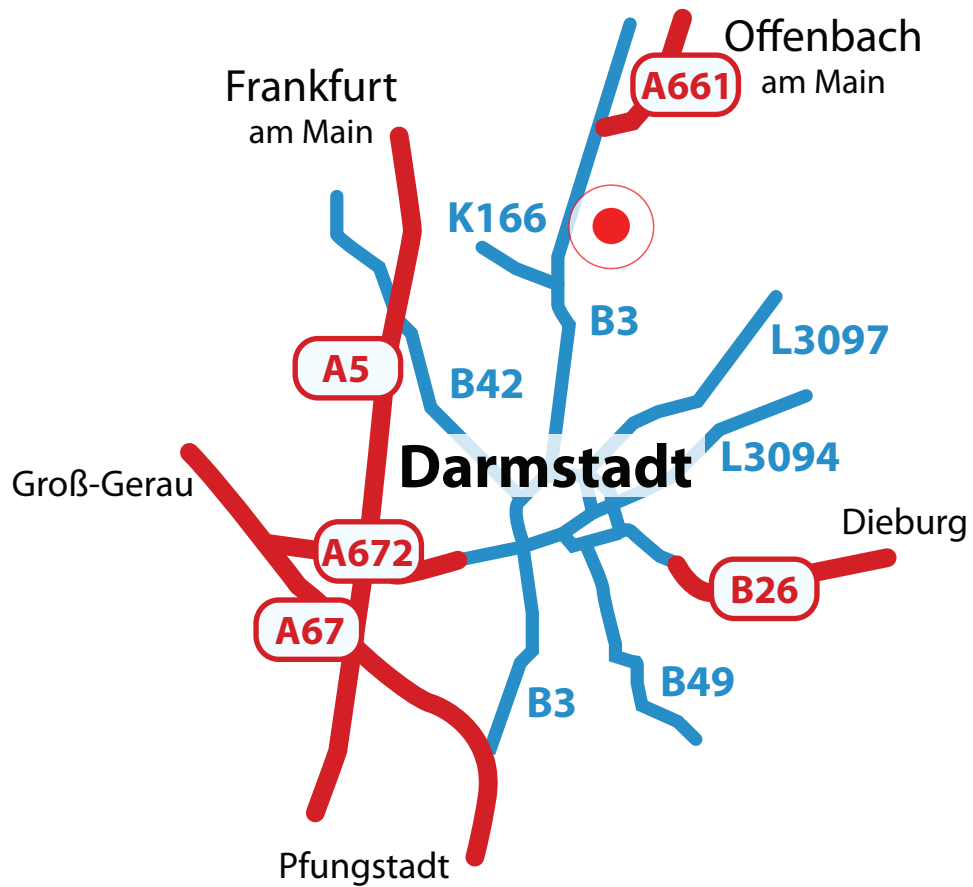 Offenbach
am Main
A661
Frankfurt
am Main
K166
B3
L3097
A5
B42
Darmstadt
L3094
Groß-Gerau
Dieburg
A672
B26
A67
B49
B3
Pfungstadt